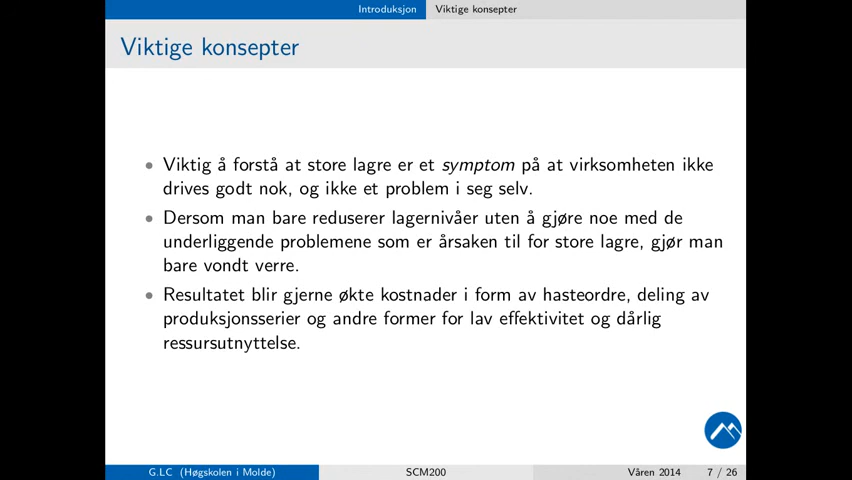 Introduksjon Viktige konsepter
Viktige konsepter
• Viktig å forstå at store lagre er et symptom på at virksomheten ikke
drives godt nok, og ikke et problem i seg selv.
• Dersom man bare reduserer lagernivåer uten å gjøre noe med de
underliggende problemene som er årsaken til for store lagre, gjør man
bare vondt verre.
• Resultatet blir gjerne økte kostnader i form av hasteordre, deling av
produksjonsserier og andre former for lav effektivitet og dårlig
ressursutnyttelse.
G.LC (Høgskolen i Molde) SCM200 Våren 2014 7 / 26